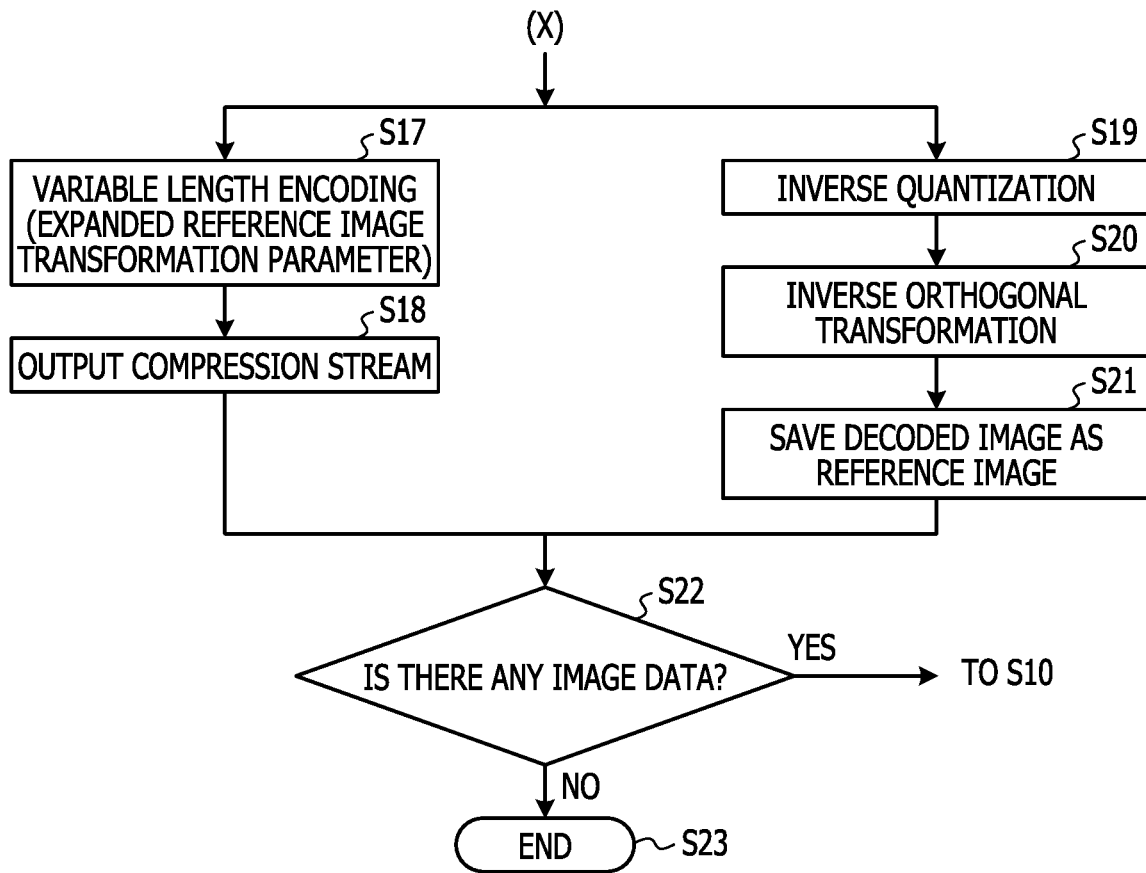 (X)
S17
VARIABLE LENGTH ENCODING
(EXPANDED REFERENCE IMAGE
TRANSFORMATION PARAMETER)
S18
OUTPUT COMPRESSION STREAM
S19
INVERSE QUANTIZATION
S20
INVERSE ORTHOGONAL
TRANSFORMATION
S21
SAVE DECODED IMAGE AS
REFERENCE IMAGE
S22
IS THERE ANY IMAGE DATA?
YES
TO S10
NO
END
S23